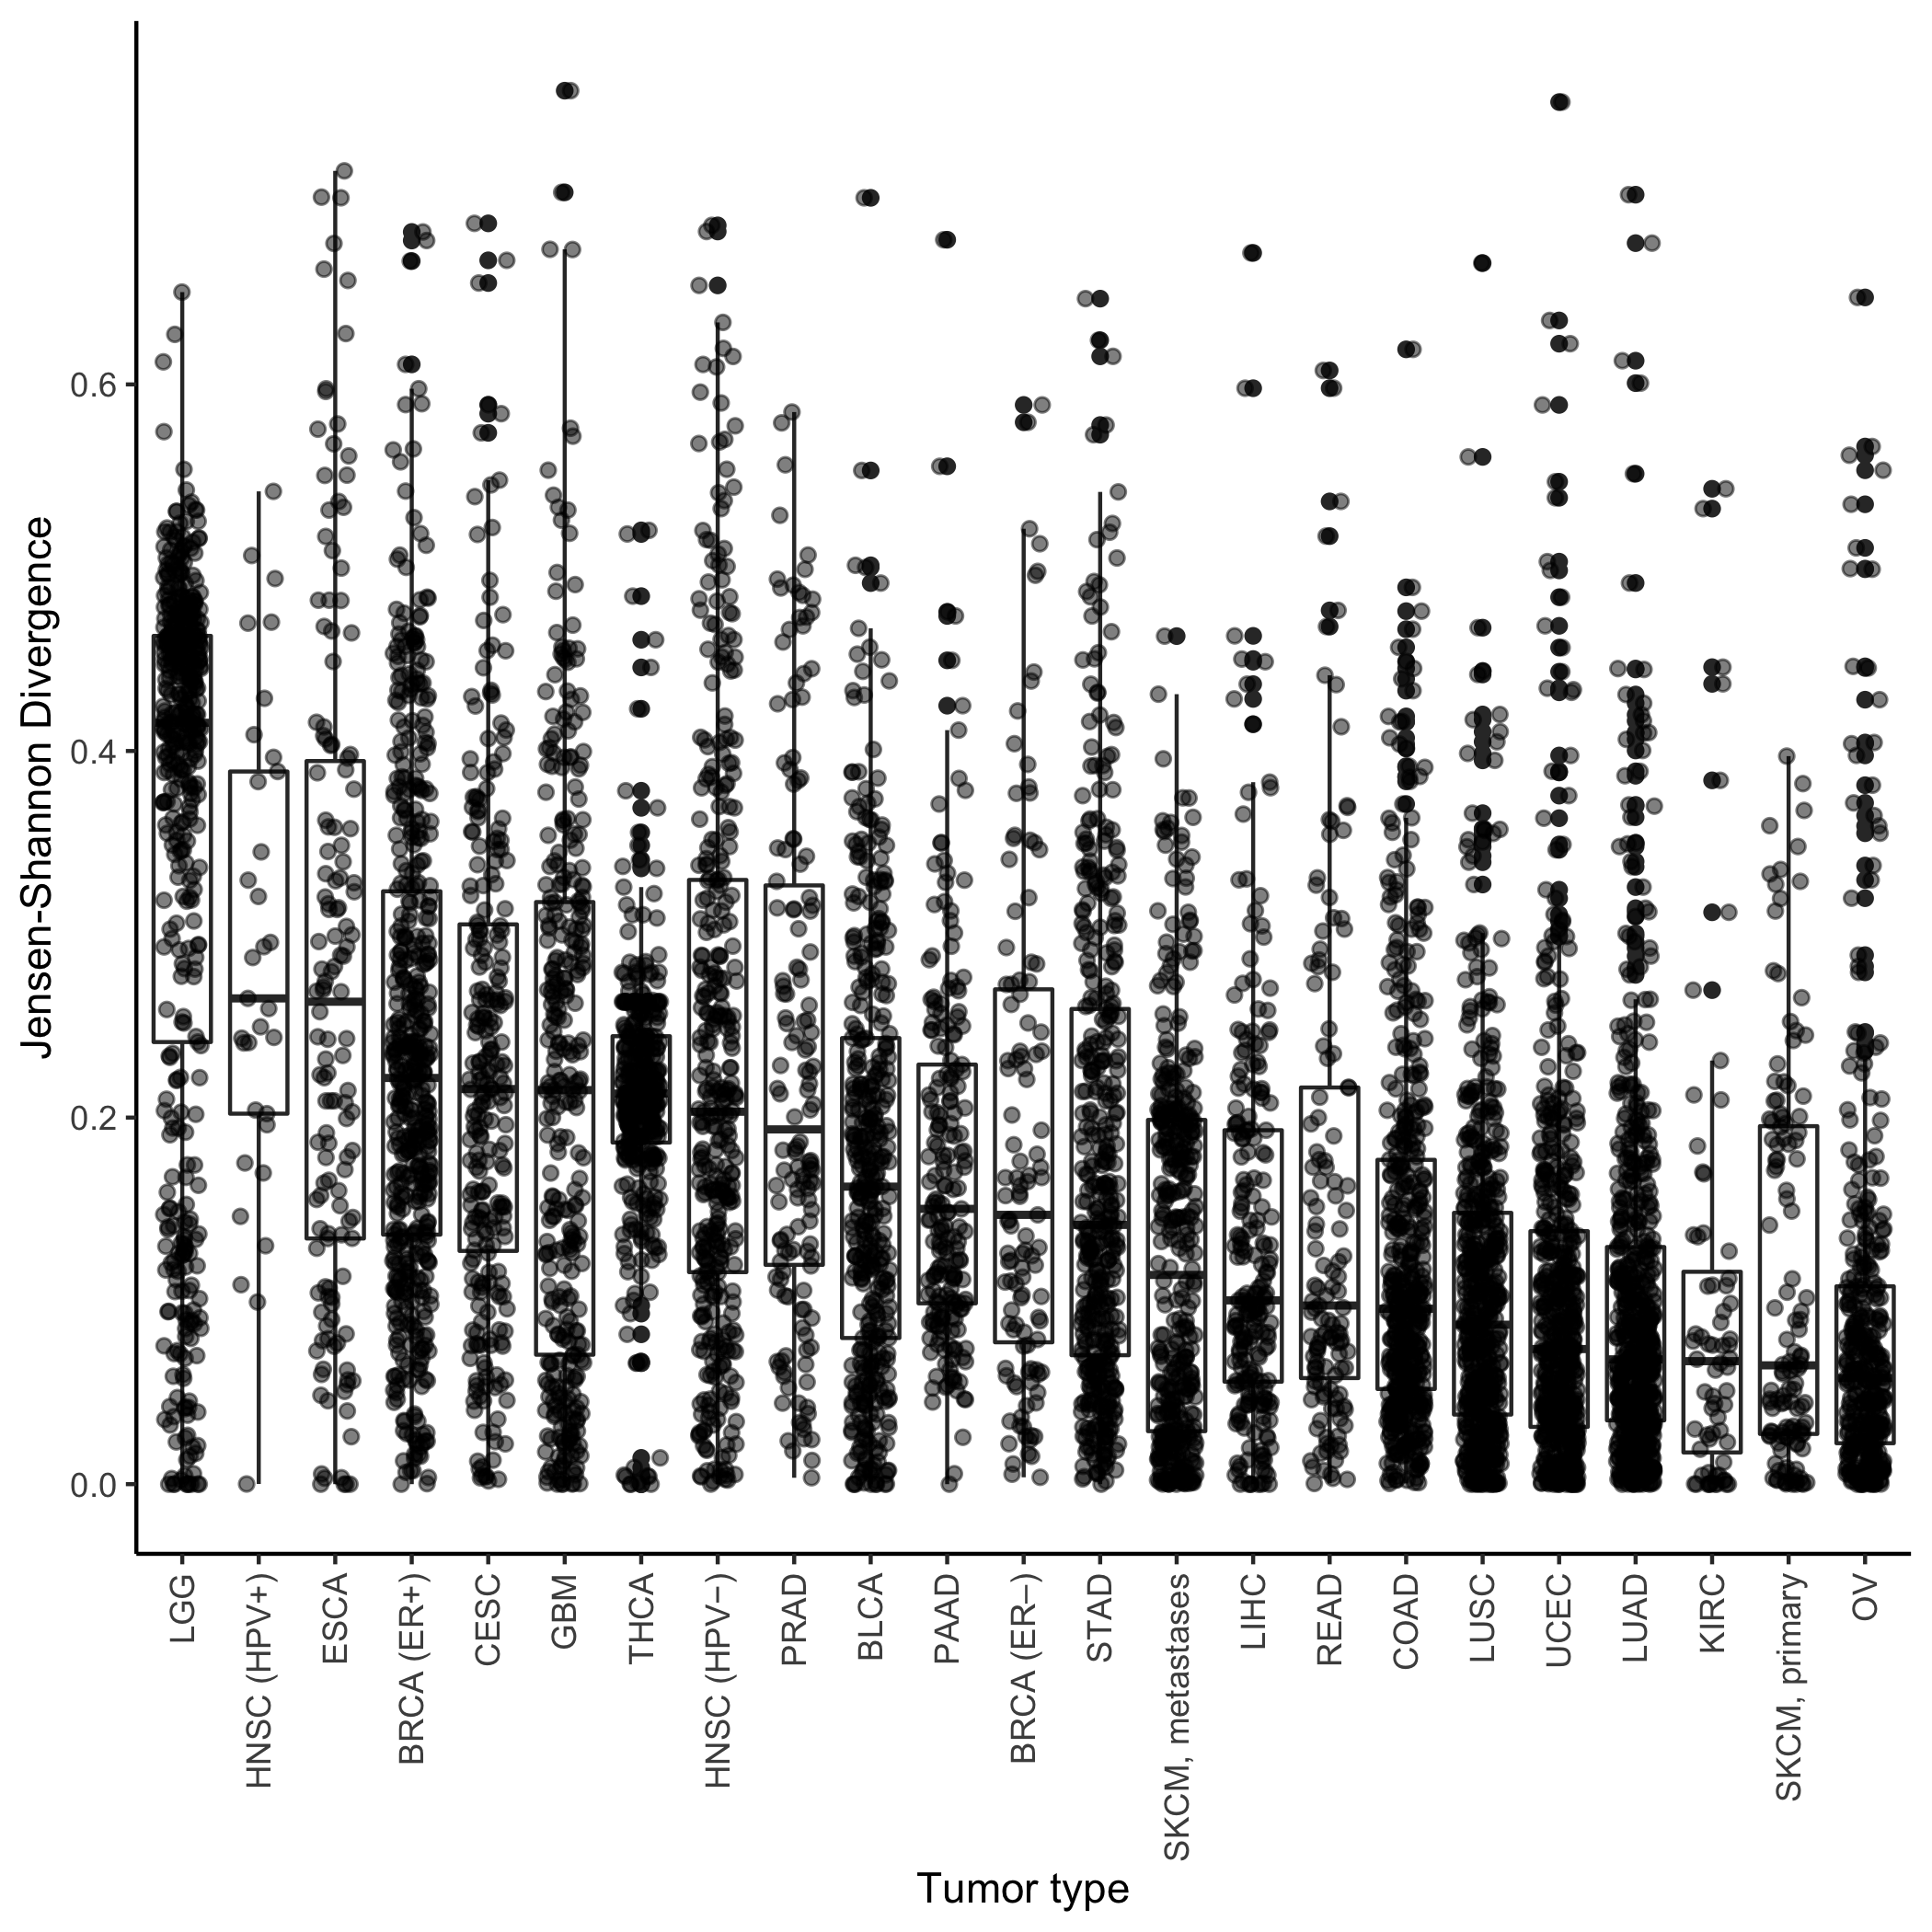 Jensen-Shannon Divergence
0.6
0.4
0.2
0.0
LGG
HNSC (HPV+)
ESCA
BRCA (ER+)
CESC
GBM
THCA
HNSC (HPV−)
PRAD
BLCA
PAAD
BRCA (ER−)
STAD
SKCM, metastases
LIHC
READ
COAD
LUSC
UCEC
LUAD
KIRC
SKCM, primary
OV
Tumor type